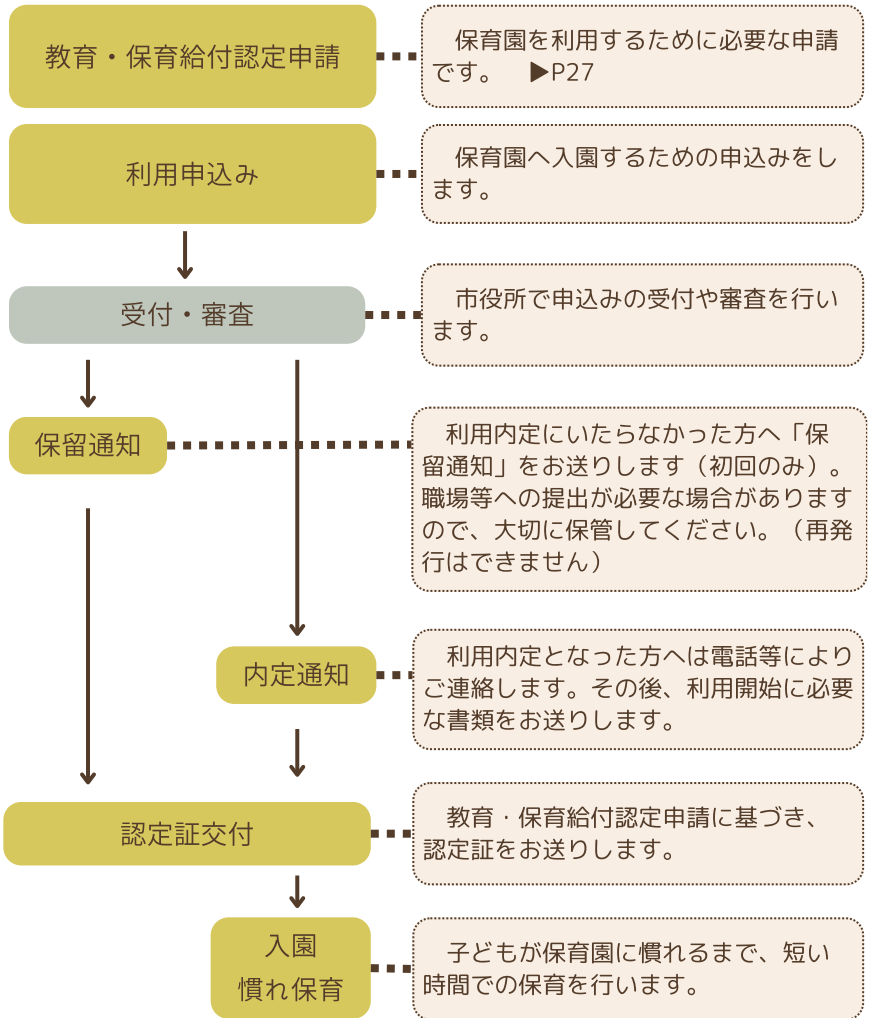 教育・保育給付認定申請
保育園を利用するために必要な申請
です。　▶P27
利用申込み
保育園へ入園するための申込みをし
ます。
受付・審査
市役所で申込みの受付や審査を行い
ます。
保留通知
利用内定にいたらなかった方へ「保
留通知」をお送りします（初回のみ）。
職場等への提出が必要な場合があります
ので、大切に保管してください。（再発
行はできません）
内定通知
利用内定となった方へは電話等により
ご連絡します。その後、利用開始に必要
な書類をお送りします。
認定証交付
教育・保育給付認定申請に基づき、
認定証をお送りします。
入園
慣れ保育
子どもが保育園に慣れるまで、短い
時間での保育を行います。